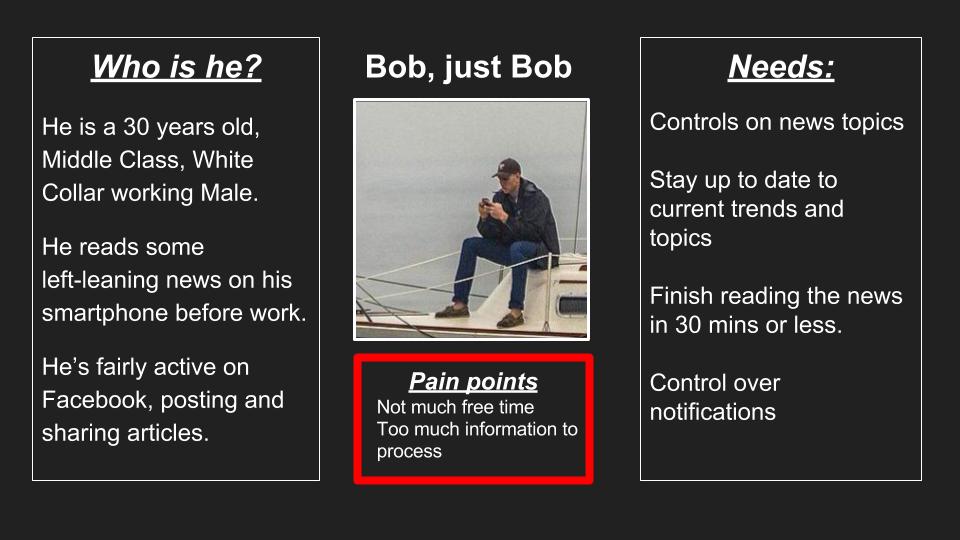 Who is he?
He is a 30 years old,
Middle Class, White
Collar working Male.
He reads some
left-leaning news on his
smartphone before work.
He’s fairly active on
Facebook, posting and
sharing articles.
Bob, just Bob
Pain points
Not much free time
Too much information to
process
Needs:
Controls on news topics
Stay up to date to
current trends and
topics
Finish reading the news
in 30 mins or less.
Control over
notifications